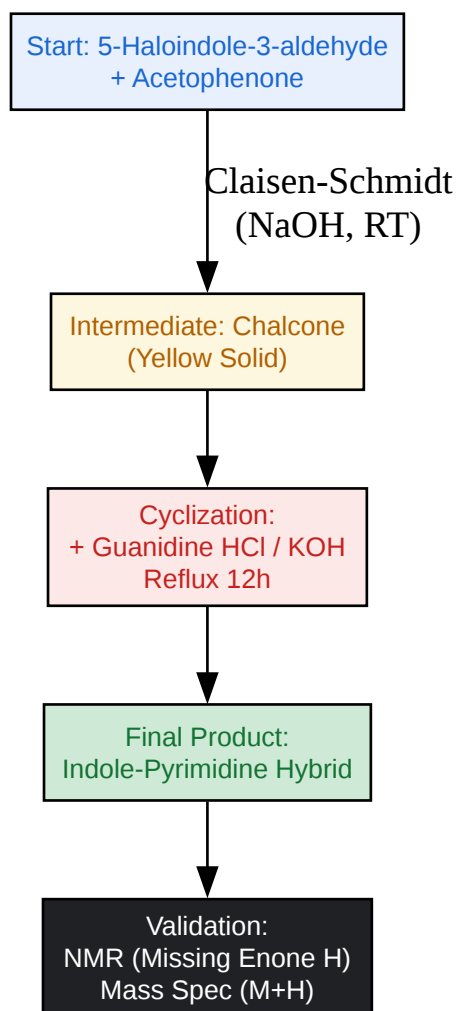 Start: 5-Haloindole-3-aldehyde
+ Acetophenone
Claisen-Schmidt
(NaOH, RT)
Intermediate: Chalcone
(Yellow Solid)
Cyclization:
+ Guanidine HCl / KOH
Reflux 12h
Final Product:
Indole-Pyrimidine Hybrid
Validation:
NMR (Missing Enone H)
Mass Spec (M+H)